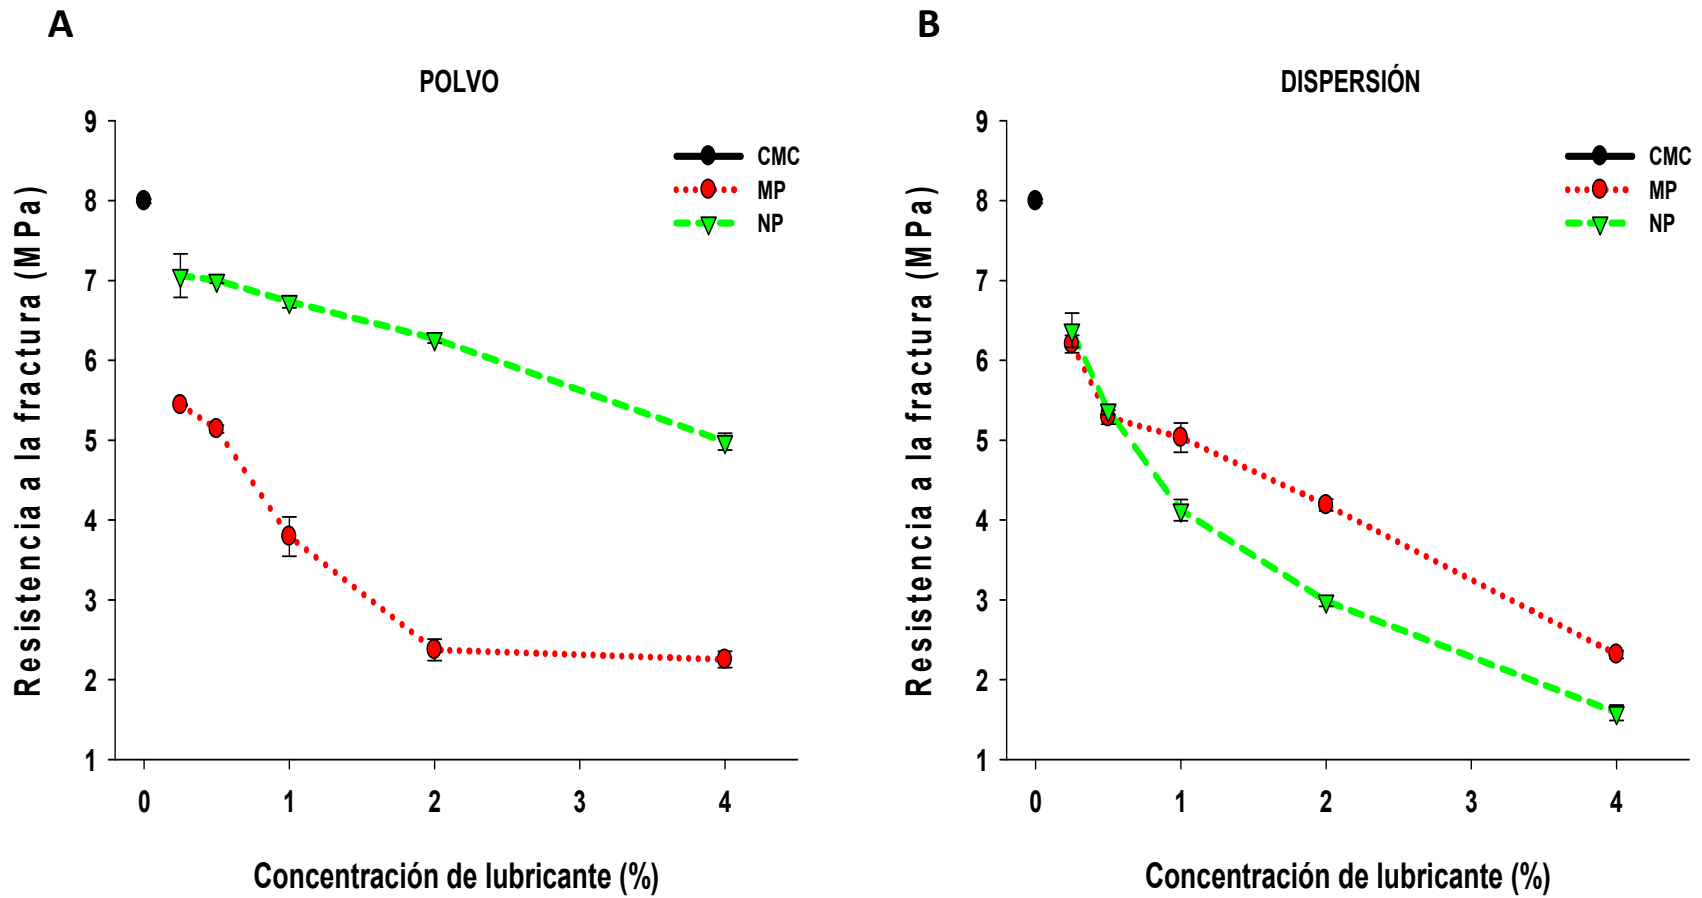 A
POLVO
9
8
7
6
5
4
3
2
1
0
1
2
3
4
CMC
MP
NP
Resistencia a la fractura (MPa)
Concentración de lubricante (%)
B
DISPERSIÓN
9
8
7
6
5
4
3
2
1
0
1
2
3
4
CMC
MP
NP
Resistencia a la fractura (MPa)
Concentración de lubricante (%)